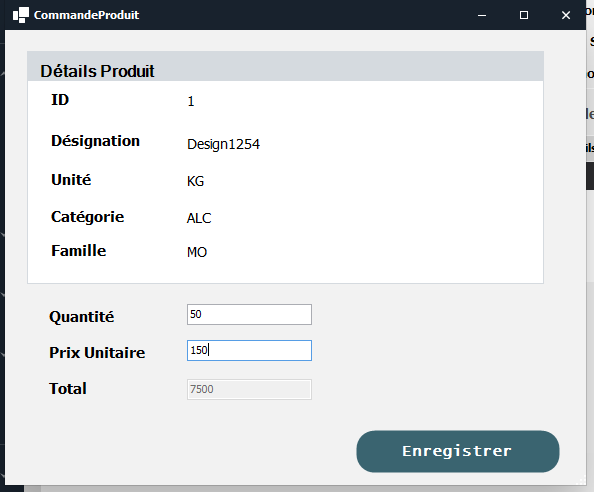 CommandeProduit
Détails Produit
ID 1
Désignation Design1254
Unité KG
Catégorie ALC
Famille MO
Quantité 50
Prix Unitaire 150
Total 7500
Enregistrer